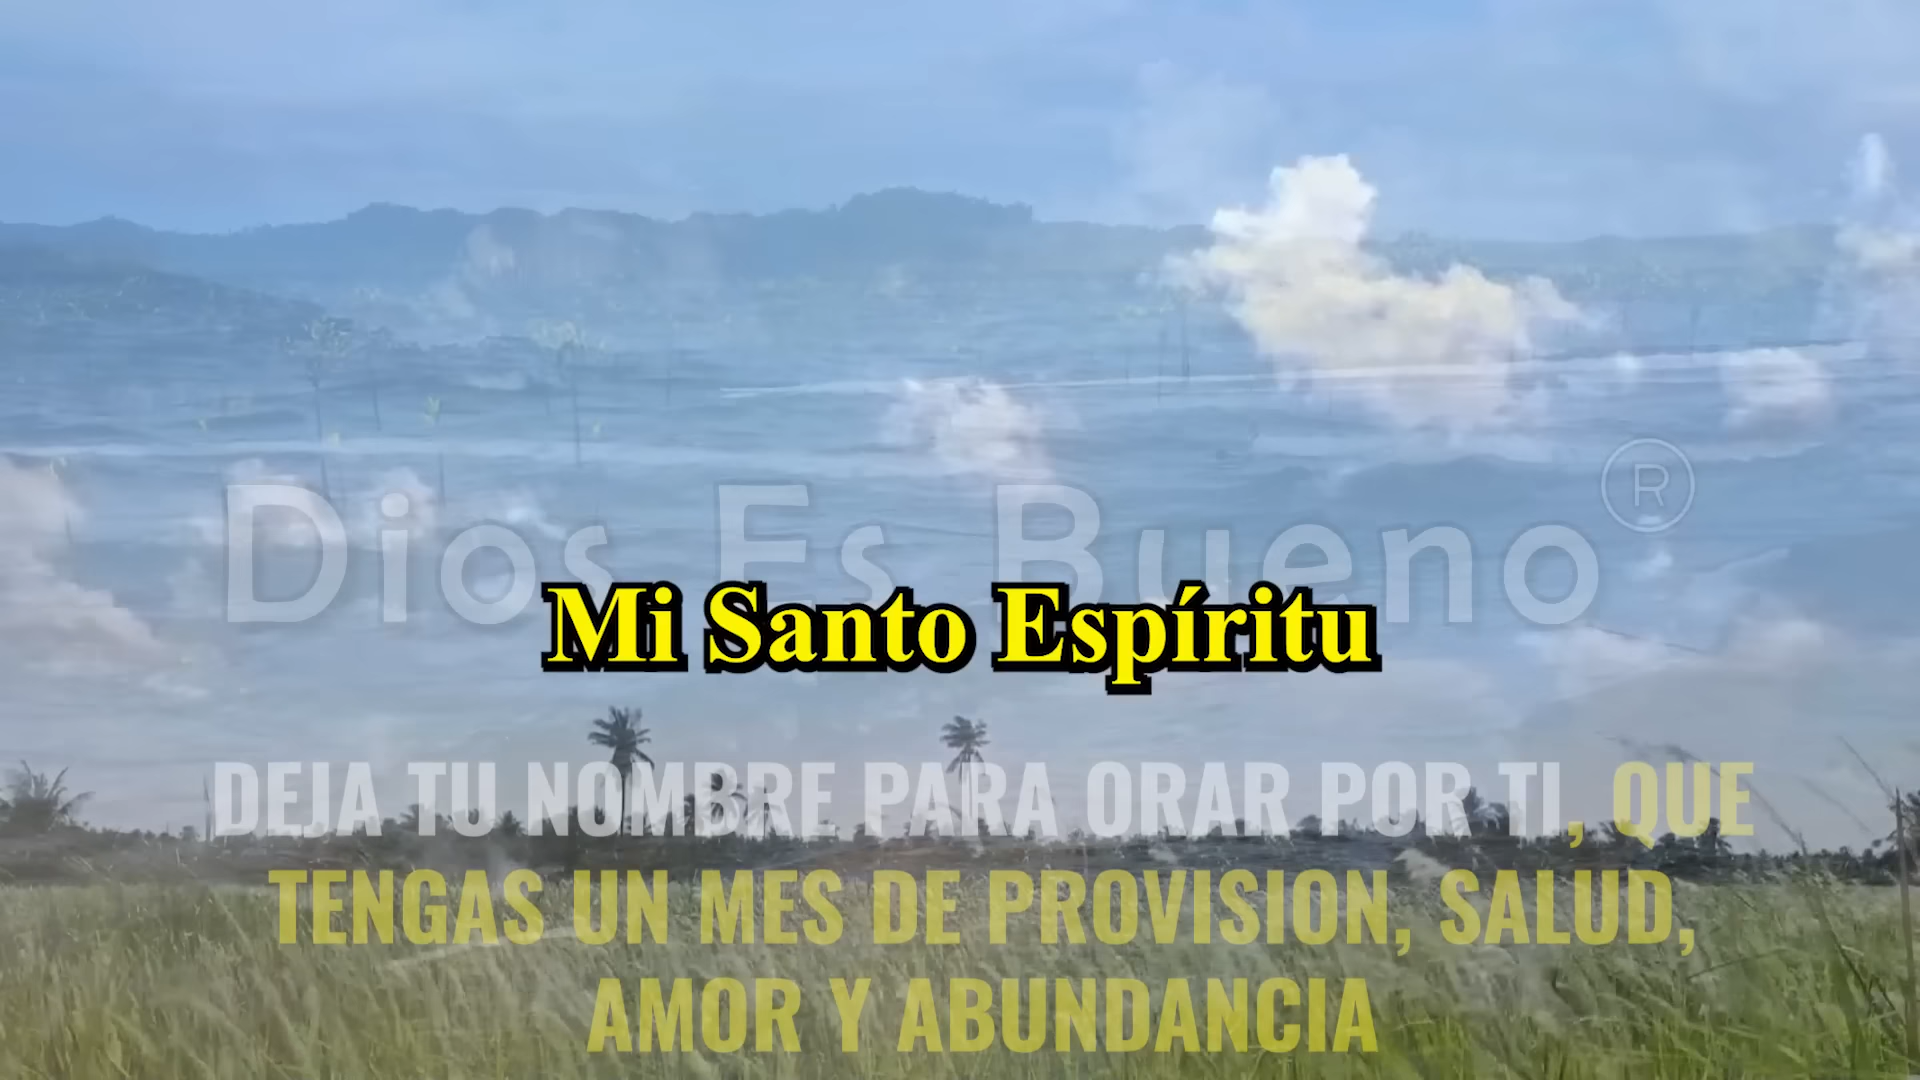 Dios Es Bueno ®
Mi Santo Espíritu
DEJA TU NOMBRE PARA ORAR POR TI, QUE
TENGAS UN MES DE PROVISION, SALUD,
AMOR Y ABUNDANCIA